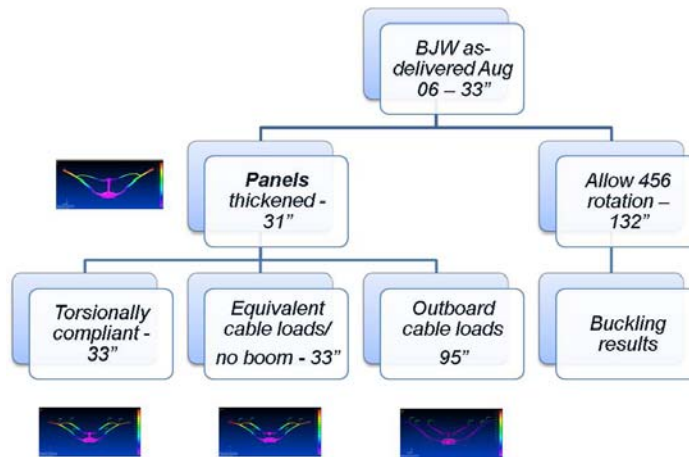 BJW as-
delivered Aug
06 – 33”
Panels
thickened -
31”
Allow 456
rotation –
132”
Torsionally
compliant -
33”
Equivalent
cable loads/
no boom - 33”
Outboard
cable loads
95”
Buckling
results